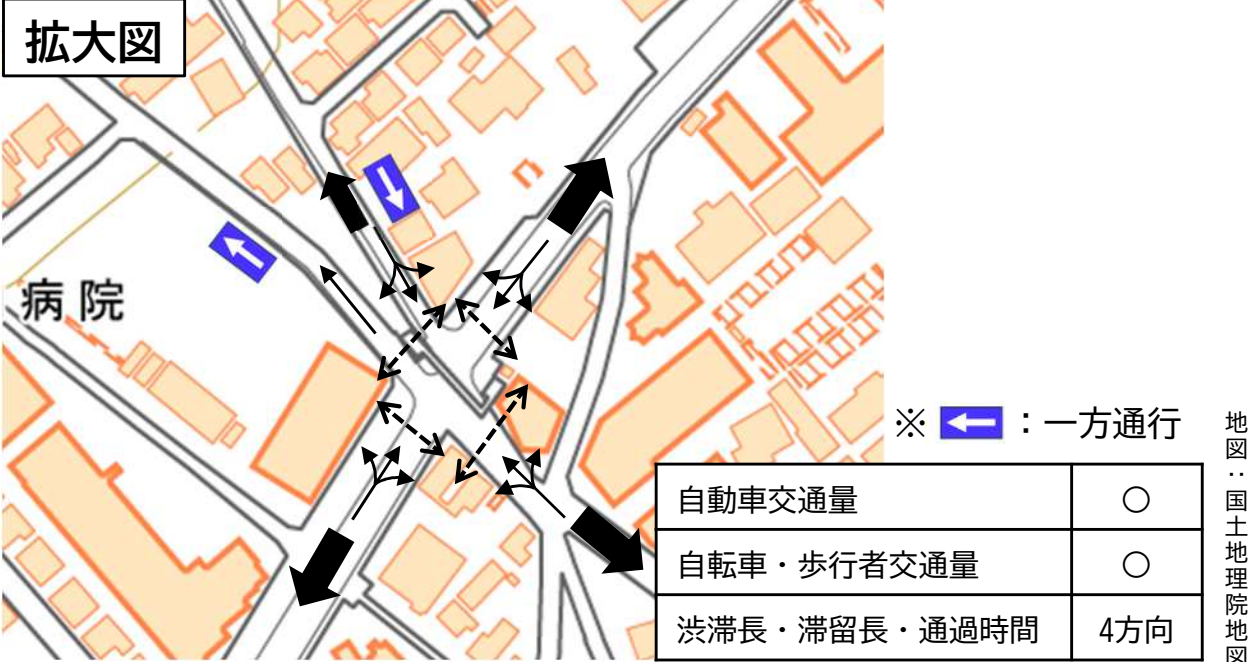 拡大図
病院
※ ：一方通行
自動車交通量 ○
自転車・歩行者交通量 ○
渋滞長・滞留長・通過時間 4方向
地図：国土地理院地図